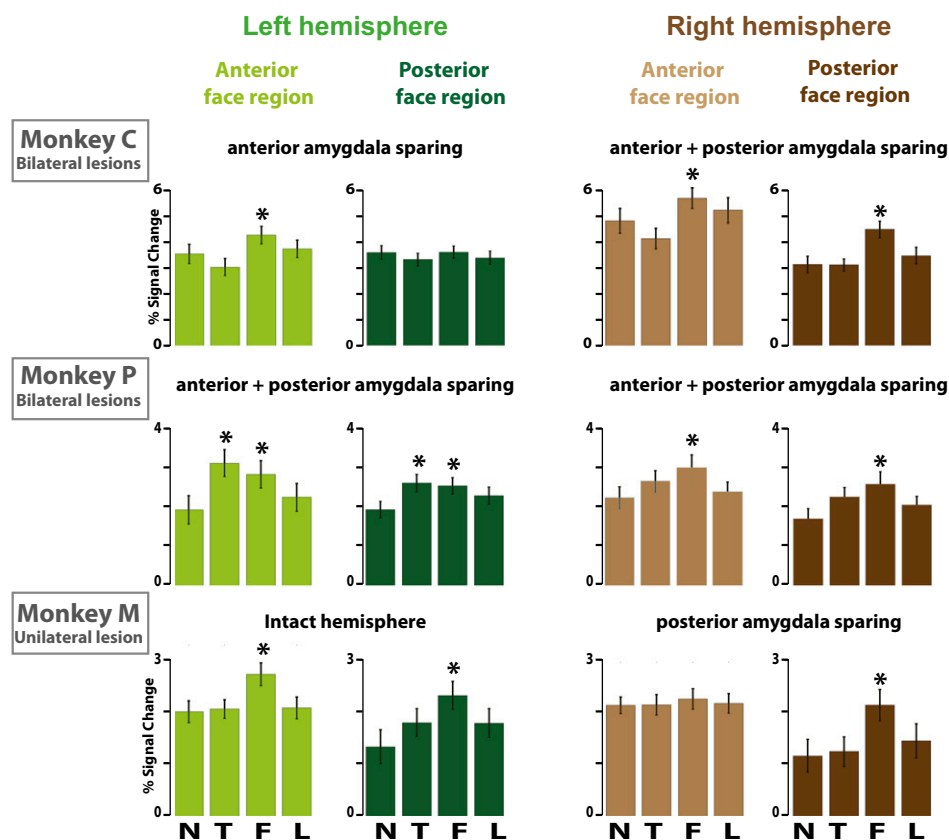 Left hemisphere
Right hemisphere
Anterior
face region
Posterior
face region
Anterior
face region
Posterior
face region
Monkey C
Bilateral lesions
anterior amygdala sparing
anterior + posterior amygdala sparing
6
0
% Signal Change
*
6
0
6
0
*
6
0
*
Monkey P
Bilateral lesions
anterior + posterior amygdala sparing
anterior + posterior amygdala sparing
4
0
* *
4
0
* *
4
0
*
4
0
*
Monkey M
Unilateral lesion
Intact hemisphere
posterior amygdala sparing
3
0
% Signal Change
*
3
0
*
3
0
3
0
*
N T F L
N T F L
N T F L
N T F L